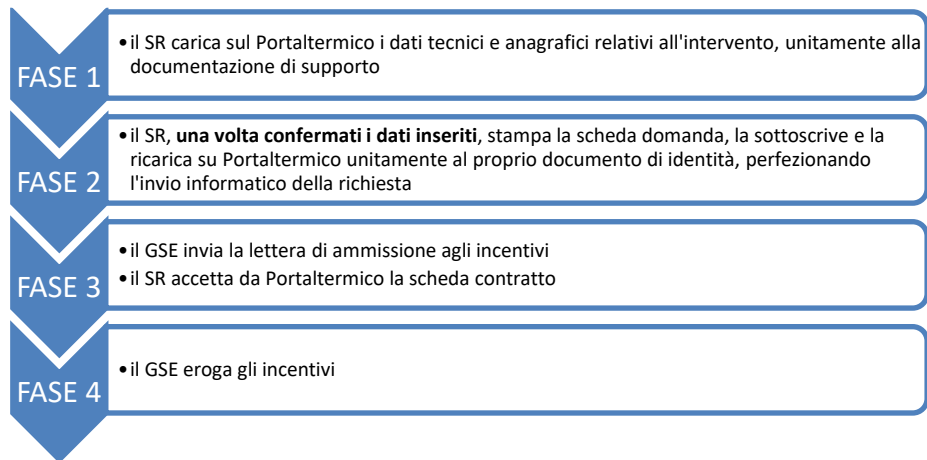 FASE 1
•il SR carica sul Portaltermico i dati tecnici e anagrafici relativi all'intervento, unitamente alla
documentazione di supporto
FASE 2
•il SR, una volta confermati i dati inseriti, stampa la scheda domanda, la sottoscrive e la
ricarica su Portaltermico unitamente al proprio documento di identità, perfezionando
l'invio informatico della richiesta
FASE 3
•il GSE invia la lettera di ammissione agli incentivi
•il SR accetta da Portaltermico la scheda contratto
FASE 4
•il GSE eroga gli incentivi